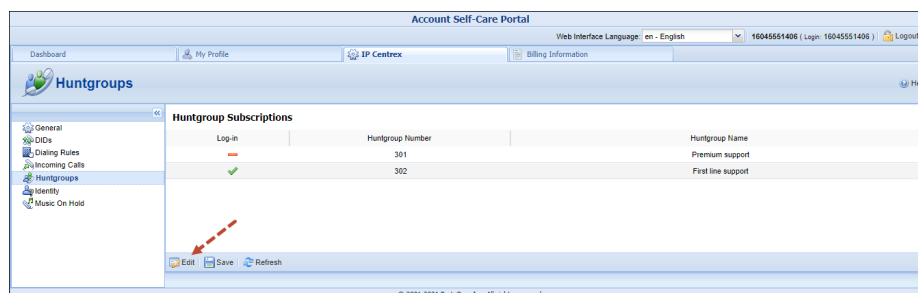 Account Self-Care Portal
Web Interface Language: en - English 16045551406 ( Login: 16045551406 ) Logout
Dashboard My Profile IP Centrex Billing Information
Huntgroups
Huntgroup Subscriptions
General
DIDs
Dialing Rules
Incoming Calls
Huntgroups
Identity
Music On Hold
Log-in Huntgroup Number Huntgroup Name
301 Premium support
302 First line support
Edit Save Refresh